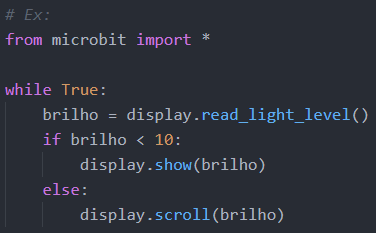 # Ex:
from microbit import *

while True:
    brilho = display.read_light_level()
    if brilho < 10:
        display.show(brilho)
    else:
        display.scroll(brilho)